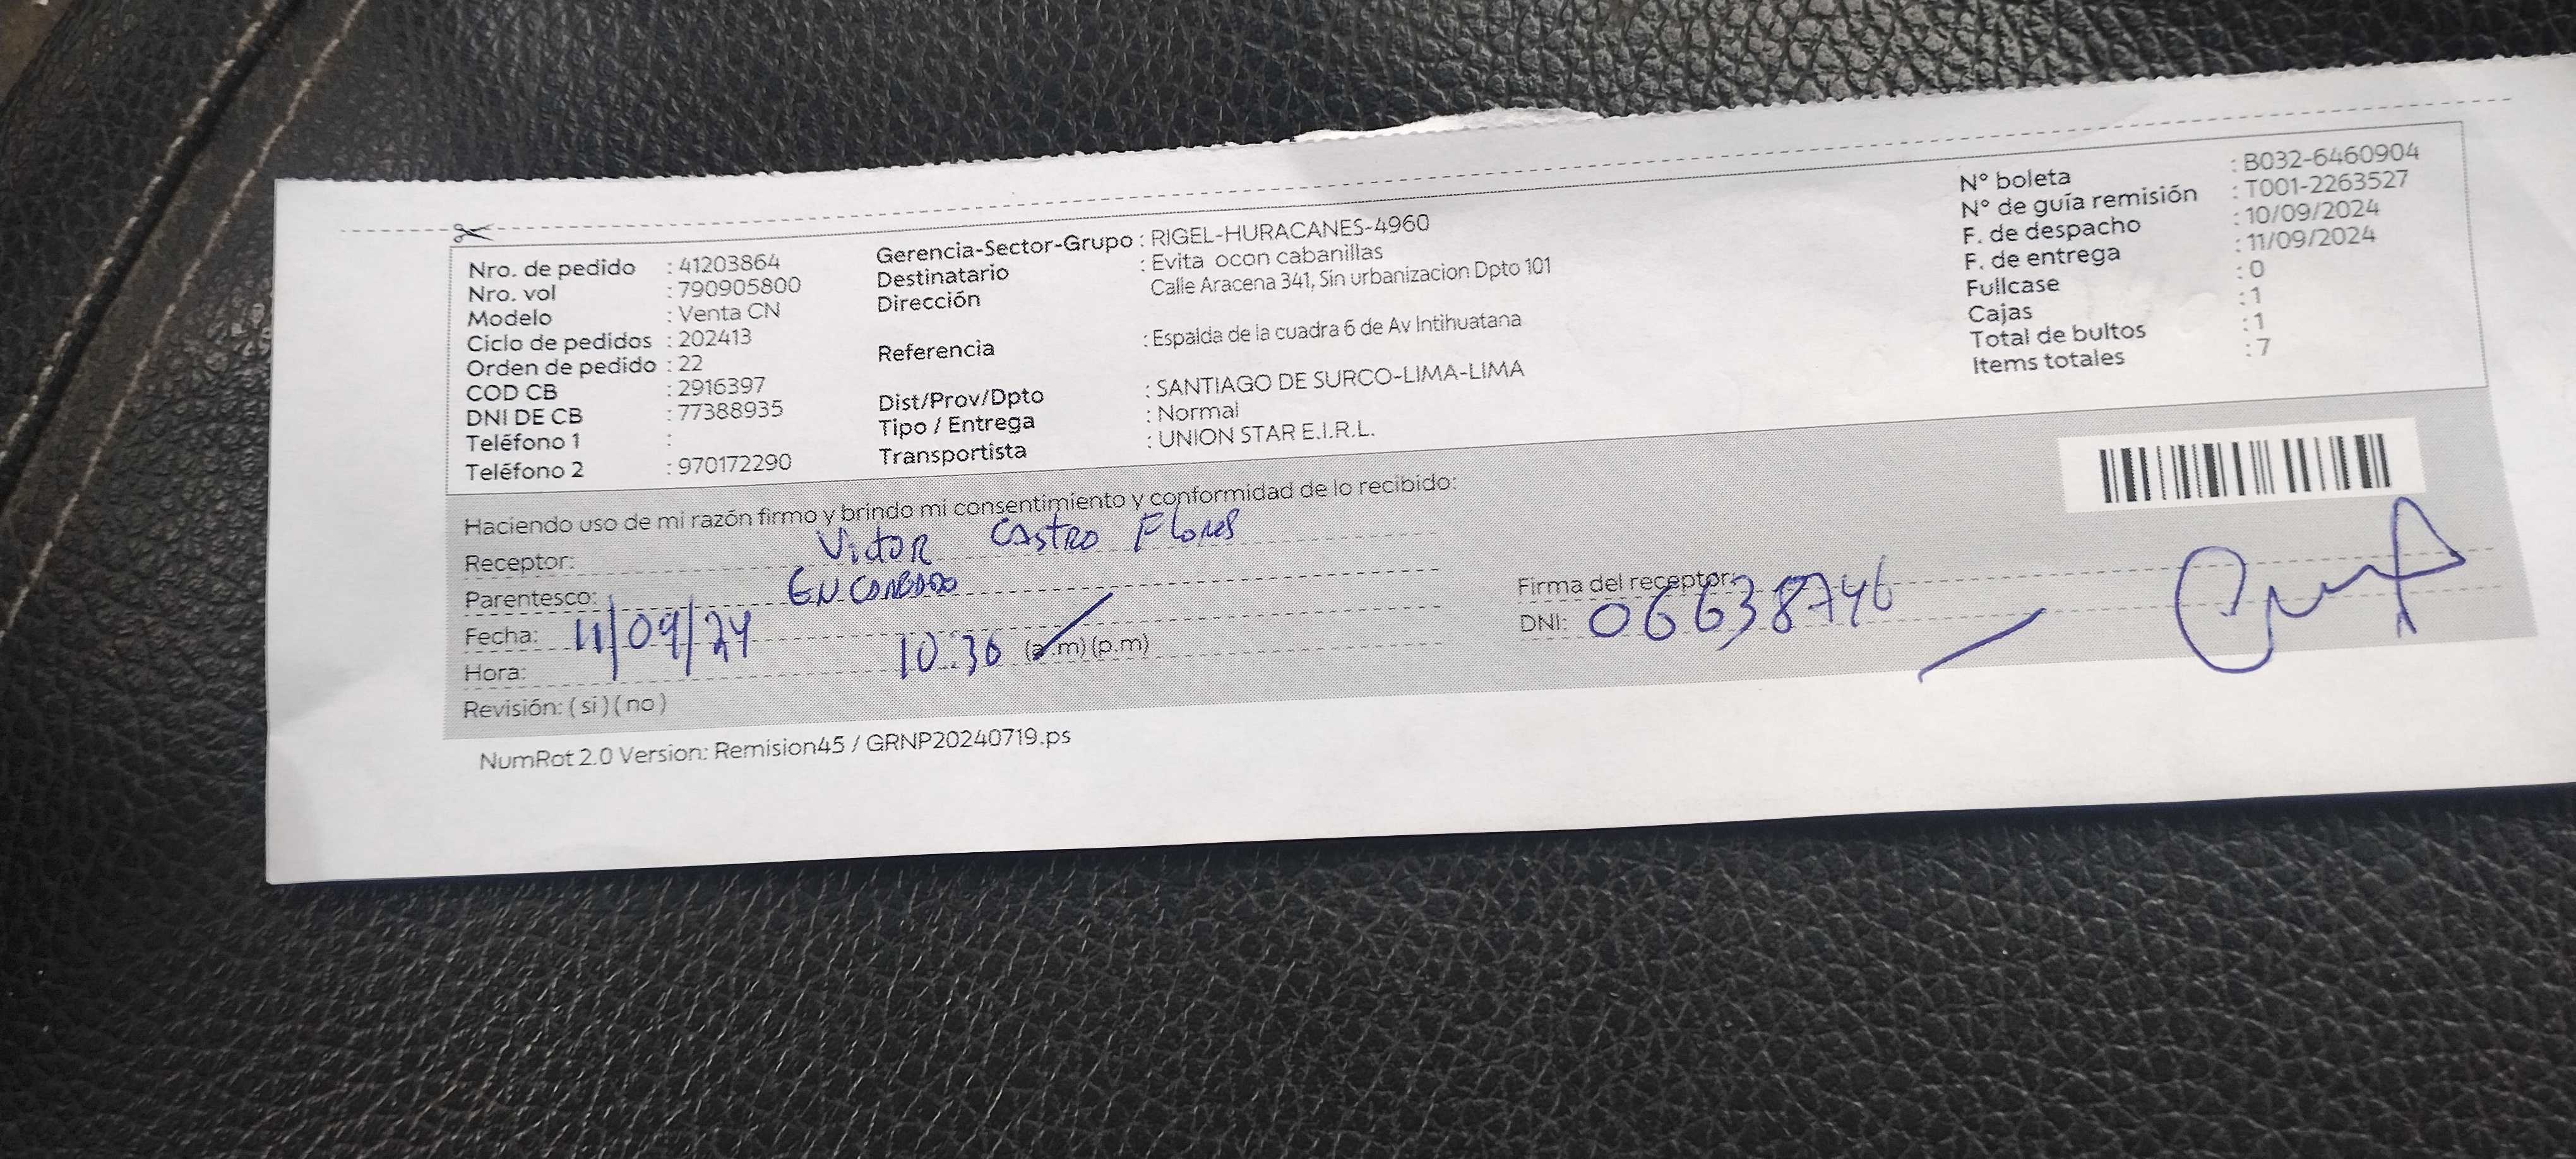 Nro. de pedido : 41203864
Nro. vol : 790905800
Modelo : Venta CN
Ciclo de pedidos : 202413
Orden de pedido : 22
COD CB : 2916397
DNI DE CB : 77388935
Teléfono 1 :
Teléfono 2 : 970172290
Gerencia-Sector-Grupo : RIGEL-HURACANES-4960
Destinatario : Evita ocon cabanillas
Dirección Calle Aracena 341, Sin urbanizacion Dpto 101
Referencia : Espalda de la cuadra 6 de Av Intihuatana
Dist/Prov/Dpto : SANTIAGO DE SURCO-LIMA-LIMA
Tipo / Entrega : Normal
Transportista : UNION STAR E.I.R.L.
N° boleta : B032-6460904
N° de guía remisión : T001-2263527
F. de despacho : 10/09/2024
F. de entrega : 11/09/2024
Fullcase : 0
Cajas : 1
Total de bultos : 1
Items totales : 7
Haciendo uso de mi razón firmo y brindo mi consentimiento y conformidad de lo recibido:
Receptor: Victor Castro Flores
Parentesco: Encargado
Fecha: 11/09/24
Hora: 10:30 (a.m)(p.m)
Revisión: (si)(no)
Firma del receptor:
DNI: 06638746
NumRot 2.0 Version: Remision45 / GRNP20240719.ps